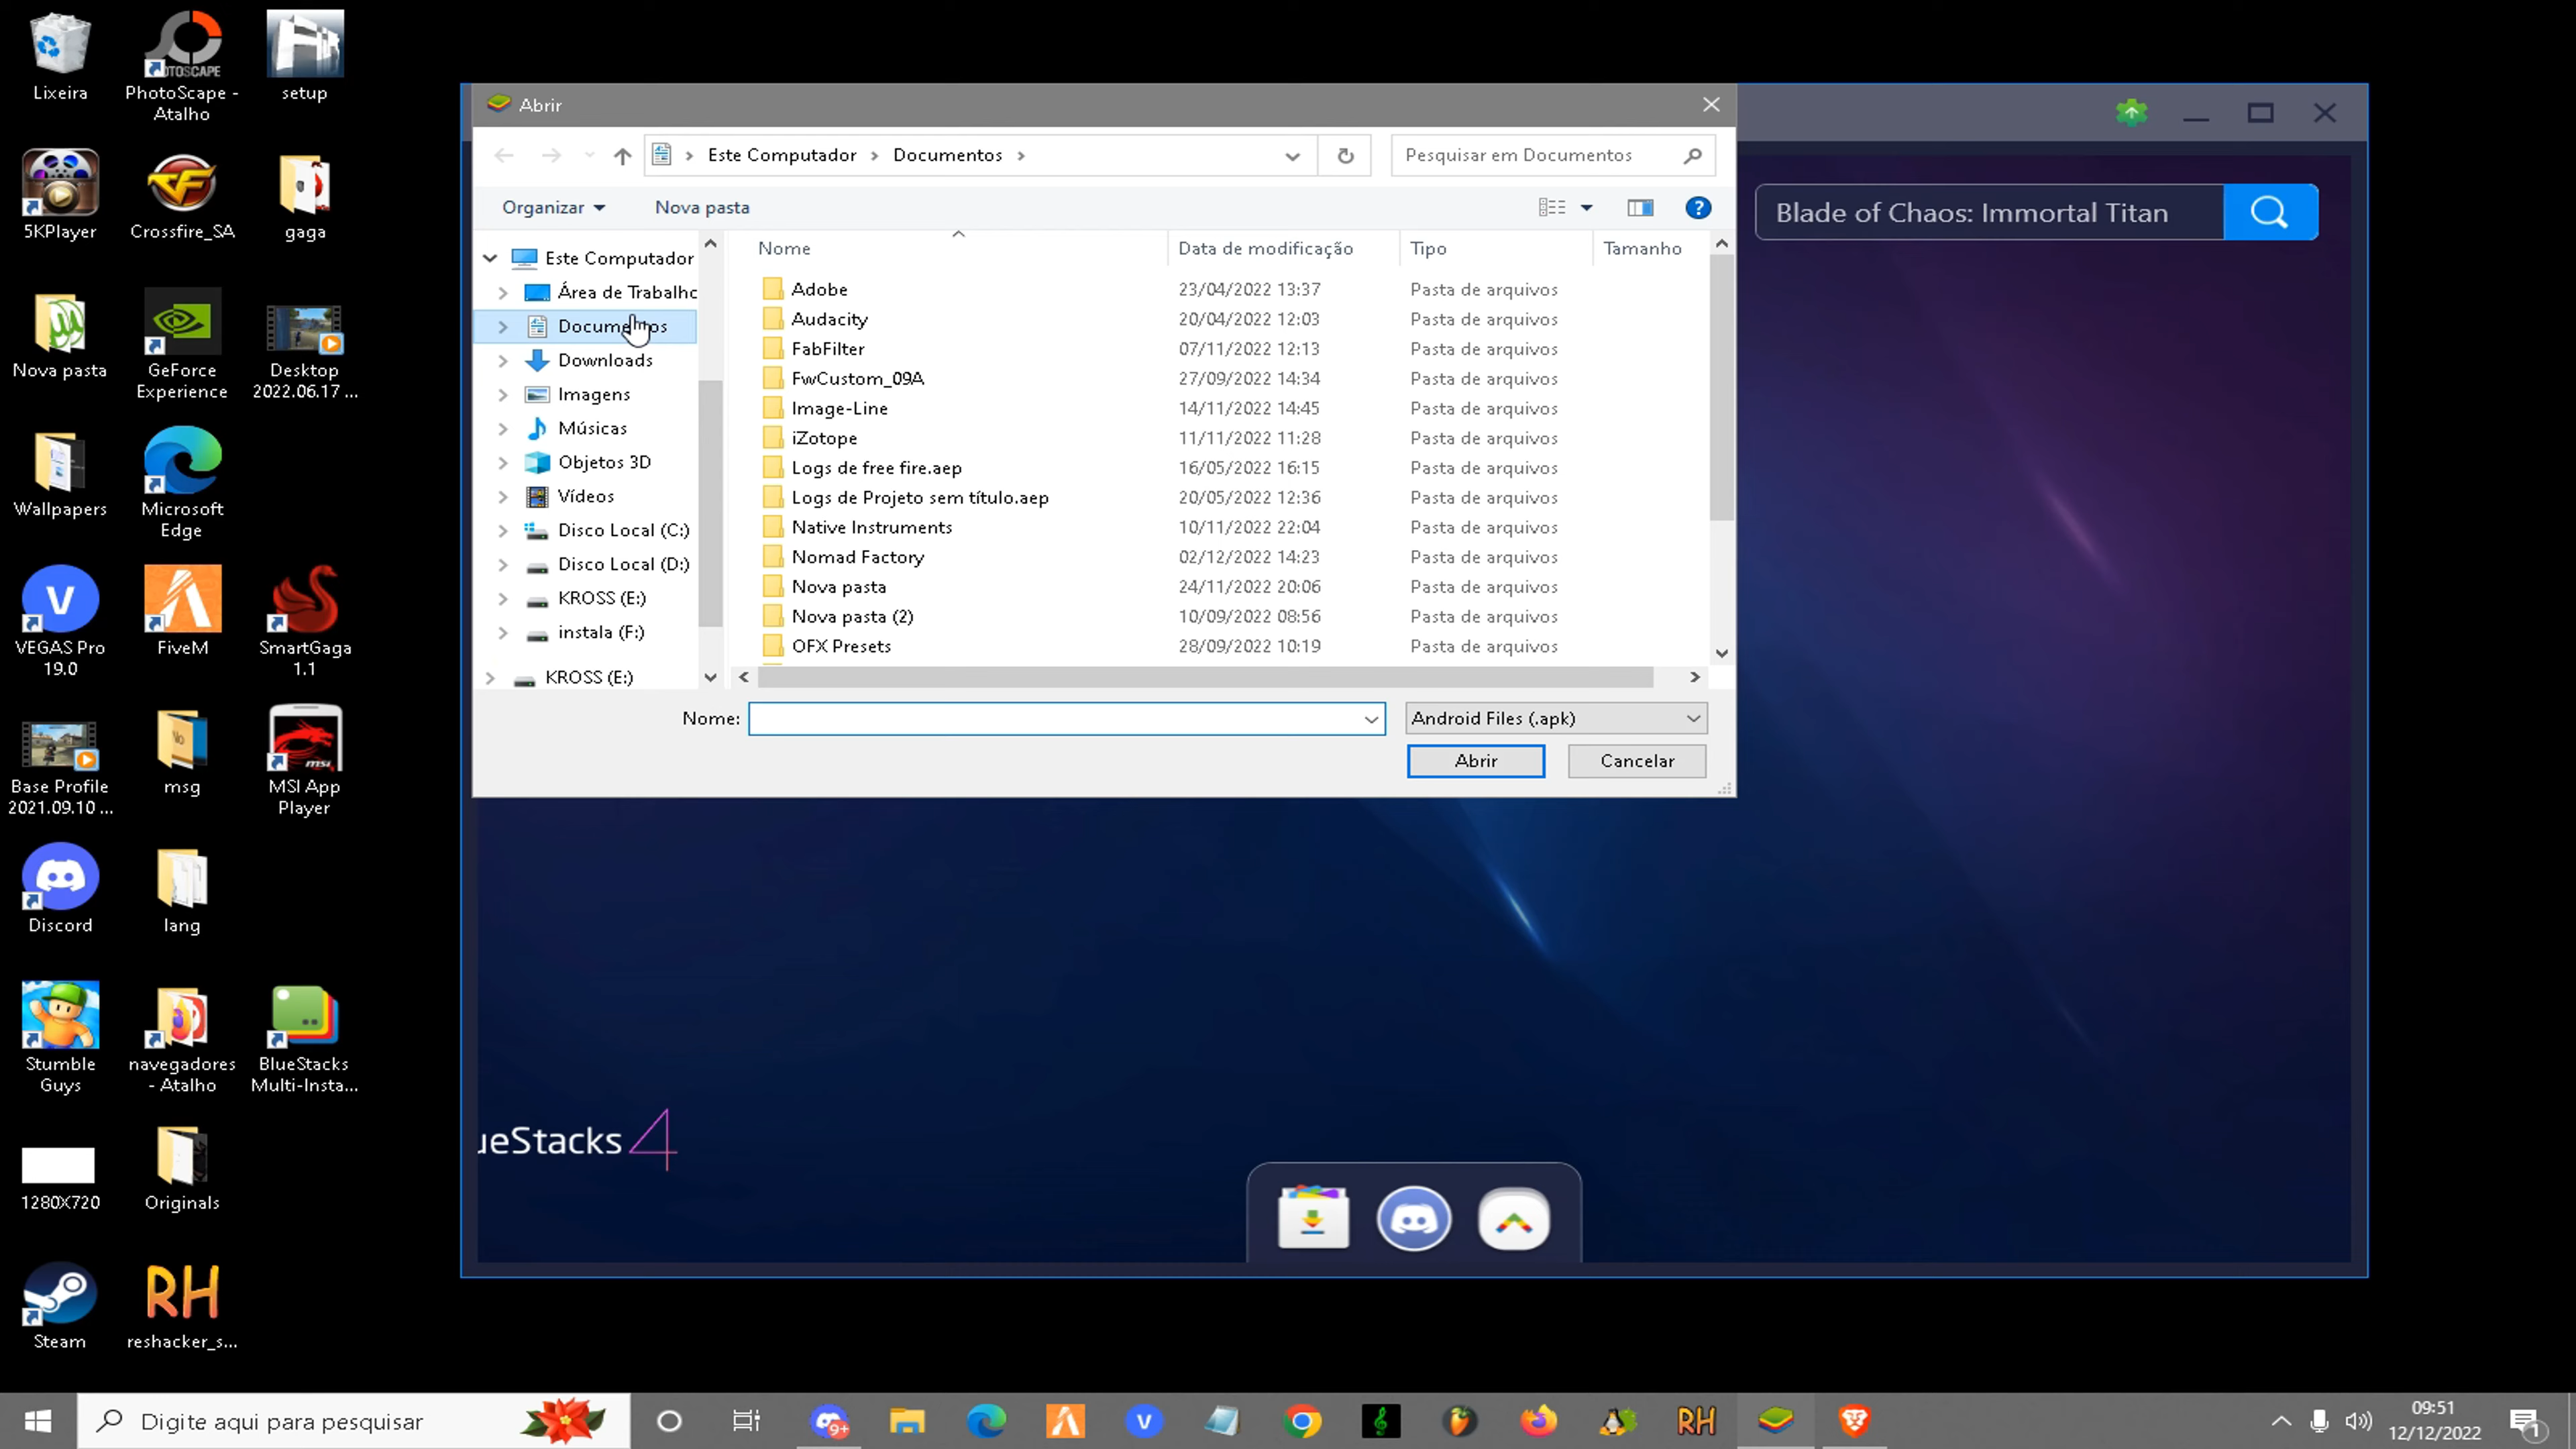 Lixeira
PHOTOSCAPE
PhotoScape -
Atalho
setup
5KPlayer
Crossfire_SA
gaga
Nova pasta
GeForce
Experience
Desktop
2022.06.17 ...
Wallpapers
Microsoft
Edge
VEGAS Pro
19.0
FiveM
SmartGaga
1.1
Base Profile
2021.09.10 ...
msg
MSI App
Player
Discord
lang
Stumble
Guys
navegadores
- Atalho
BlueStacks
Multi-Insta...
1280X720
Originals
Steam
RH
reshacker_s...
Abrir
Este Computador > Documentos >
Pesquisar em Documentos
Organizar
Nova pasta
Este Computador
Área de Trabalho
Documentos
Downloads
Imagens
Músicas
Objetos 3D
Vídeos
Disco Local (C:)
Disco Local (D:)
KROSS (E:)
instala (F:)
KROSS (E:)
Nome Data de modificação Tipo Tamanho
Adobe 23/04/2022 13:37 Pasta de arquivos
Audacity 20/04/2022 12:03 Pasta de arquivos
FabFilter 07/11/2022 12:13 Pasta de arquivos
FwCustom_09A 27/09/2022 14:34 Pasta de arquivos
Image-Line 14/11/2022 14:45 Pasta de arquivos
iZotope 11/11/2022 11:28 Pasta de arquivos
Logs de free fire.aep 16/05/2022 16:15 Pasta de arquivos
Logs de Projeto sem título.aep 20/05/2022 12:36 Pasta de arquivos
Native Instruments 10/11/2022 22:04 Pasta de arquivos
Nomad Factory 02/12/2022 14:23 Pasta de arquivos
Nova pasta 24/11/2022 20:06 Pasta de arquivos
Nova pasta (2) 10/09/2022 08:56 Pasta de arquivos
OFX Presets 28/09/2022 10:19 Pasta de arquivos
Nome:
Android Files (.apk)
Abrir
Cancelar
Blade of Chaos: Immortal Titan
ueStacks 4
Digite aqui para pesquisar
9+
RH
09:51
12/12/2022
1